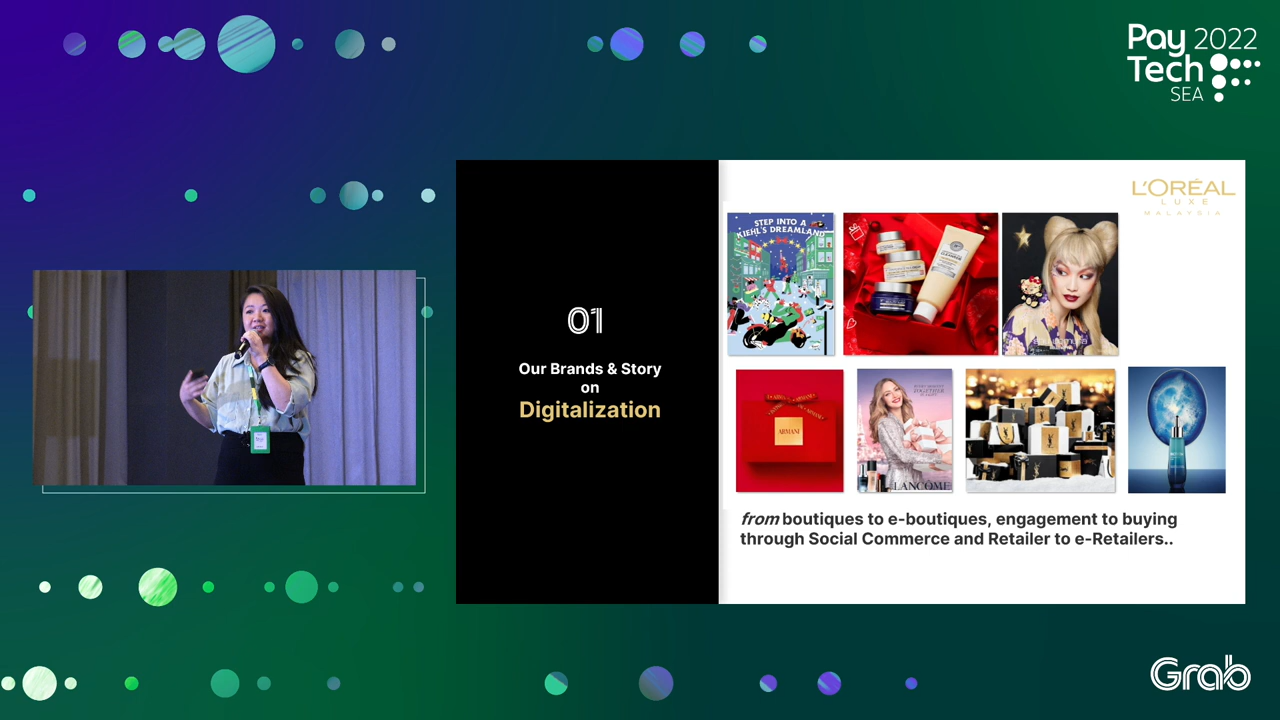 Pay 2022
Tech
SEA
L'ORÉAL
LUXE
MALAYSIA
01
Our Brands & Story
on
Digitalization
STEP INTO A
KIEHL'S DREAMLAND
ARMANI
TOGETHER
LANCÔME
from boutiques to e-boutiques, engagement to buying
through Social Commerce and Retailer to e-Retailers..
Grab